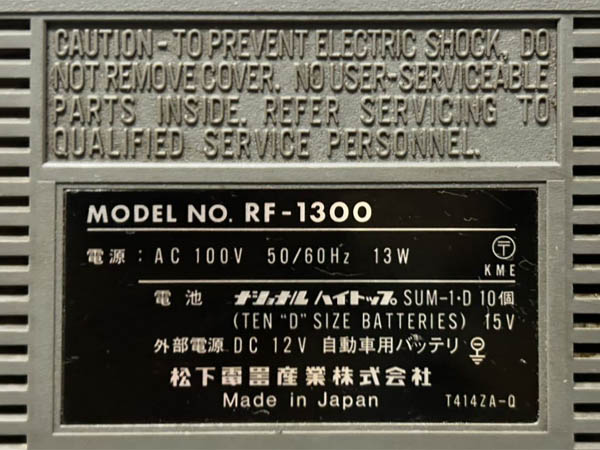 CAUTION - TO PREVENT ELECTRIC SHOCK, DO
NOT REMOVE COVER. NO USER-SERVICEABLE
PARTS INSIDE. REFER SERVICING TO
QUALIFIED SERVICE PERSONNEL.
MODEL NO. RF-1300
電源: AC 100V 50/60Hz 13W 〒
KME
電池 ナショナル ハイトップ SUM-1・D 10個
(TEN "D" SIZE BATTERIES) 15V
外部電源 DC 12V 自動車用バッテリ
松下電器産業株式会社
Made in Japan T414ZA-Q